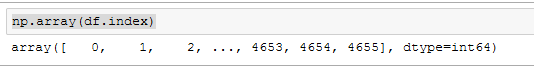 np.array(df.index)
array([   0,    1,    2, ..., 4653, 4654, 4655], dtype=int64)